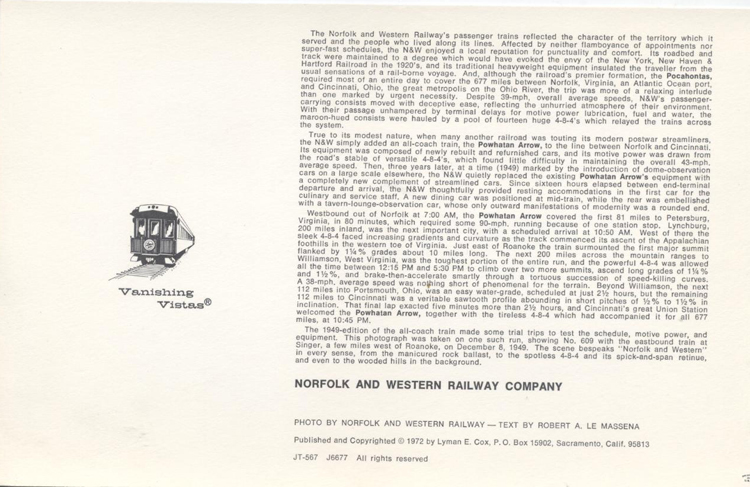 The Norfolk and Western Railway's passenger trains reflected the character of the territory which it
served and the people who lived along its lines. Affected by neither flamboyance of appointments nor
super-fast schedules, the N&W enjoyed a local reputation for punctuality and comfort. Its roadbed and
track were maintained to a degree which would have evoked the envy of the New York, New Haven &
Hartford Railroad in the 1920's, and its traditional heavyweight equipment insulated the traveller from the
usual sensations of a rail-borne voyage. And, although the railroad's premier formation, the Pocahontas,
required most of an entire day to cover the 677 miles between Norfolk, Virginia, an Atlantic Ocean port,
and Cincinnati, Ohio, the great metropolis on the Ohio River, the trip was more of a relaxing interlude
than one marked by urgent necessity. Despite 39-mph, overall average speeds, N&W's passenger-
carrying consists moved with deceptive ease, reflecting the unhurried atmosphere of their environment.
With their passage unhampered by terminal delays for motive power lubrication, fuel and water, the
maroon-hued consists were hauled by a pool of fourteen huge 4-8-4's which relayed the trains across
the system.
True to its modest nature, when many another railroad was touting its modern postwar streamliners,
the N&W simply added an all-coach train, the Powhatan Arrow, to the line between Norfolk and Cincinnati.
Its equipment was composed of newly rebuilt and refurnished cars, and its motive power was drawn from
the road's stable of versatile 4-8-4's, which found little difficulty in maintaining the overall 43-mph.
average speed. Then, three years later, at a time (1949) marked by the introduction of dome-observation
cars on a large scale elsewhere, the N&W quietly replaced the existing Powhatan Arrow's equipment with
a completely new complement of streamlined cars. Since sixteen hours elapsed between end-terminal
departure and arrival, the N&W thoughtfully provided resting accommodations in the first car for the
culinary and service staff. A new dining car was positioned at mid-train, while the rear was embellished
with a tavern-lounge-observation car, whose only outward manifestations of modernity was a rounded end.
Westbound out of Norfolk at 7:00 AM, the Powhatan Arrow covered the first 81 miles to Petersburg,
Virginia, in 80 minutes, which required some 90-mph. running because of one station stop. Lynchburg,
200 miles inland, was the next important city, with a scheduled arrival at 10:50 AM. West of there the
sleek 4-8-4 faced increasing gradients and curvature as the track commenced its ascent of the Appalachian
foothills in the western toe of Virginia. Just east of Roanoke the train surmounted the first major summit
flanked by 1¼% grades about 10 miles long. The next 200 miles across the mountain ranges to
Williamson, West Virginia, was the toughest portion of the entire run, and the powerful 4-8-4 was allowed
all the time between 12:15 PM and 5:30 PM to climb over two more summits, ascend long grades of 1¼%
and 1½%, and brake-then-accelerate smartly through a tortuous succession of speed-killing curves.
A 38-mph, average speed was nothing short of phenomenal for the terrain. Beyond Williamson, the next
112 miles into Portsmouth, Ohio, was an easy water-grade, scheduled at just 2½ hours, but the remaining
112 miles to Cincinnati was a veritable sawtooth profile abounding in short pitches of ½% to 1½% in
inclination. That final lap exacted five minutes more than 2½ hours, and Cincinnati's great Union Station
welcomed the Powhatan Arrow, together with the tireless 4-8-4 which had accompanied it for all 677
miles, at 10:45 PM.
The 1949-edition of the all-coach train made some trial trips to test the schedule, motive power, and
equipment. This photograph was taken on one such run, showing No. 609 with the eastbound train at
Singer, a few miles west of Roanoke, on December 8, 1949. The scene bespeaks "Norfolk and Western"
in every sense, from the manicured rock ballast, to the spotless 4-8-4 and its spick-and-span retinue,
and even to the wooded hills in the background.
Vanishing
Vistas®
NORFOLK AND WESTERN RAILWAY COMPANY
PHOTO BY NORFOLK AND WESTERN RAILWAY — TEXT BY ROBERT A. LE MASSENA
Published and Copyrighted © 1972 by Lyman E. Cox, P.O. Box 15902, Sacramento, Calif. 95813
JT-567 J6677 All rights reserved